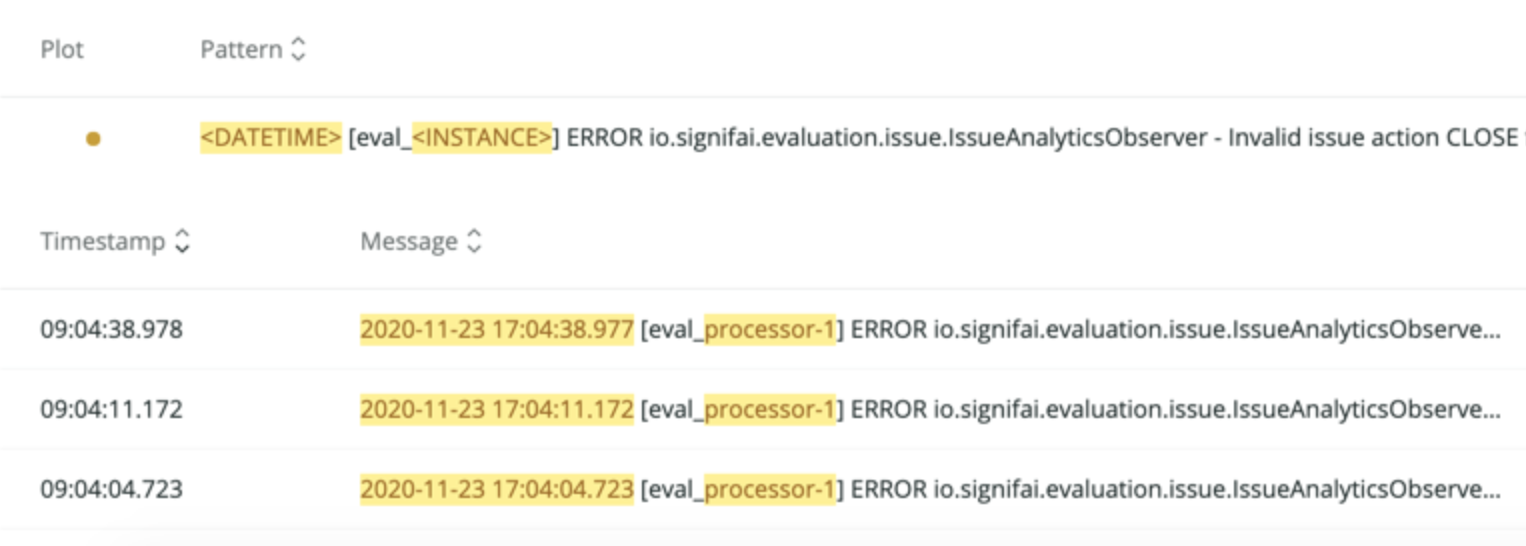 Plot Pattern
<DATETIME> [eval_<INSTANCE>] ERROR io.signifai.evaluation.issue.IssueAnalyticsObserver - Invalid issue action CLOSE
Timestamp Message
09:04:38.978 2020-11-23 17:04:38.977 [eval_processor-1] ERROR io.signifai.evaluation.issue.IssueAnalyticsObserve...
09:04:11.172 2020-11-23 17:04:11.172 [eval_processor-1] ERROR io.signifai.evaluation.issue.IssueAnalyticsObserve...
09:04:04.723 2020-11-23 17:04:04.723 [eval_processor-1] ERROR io.signifai.evaluation.issue.IssueAnalyticsObserve...